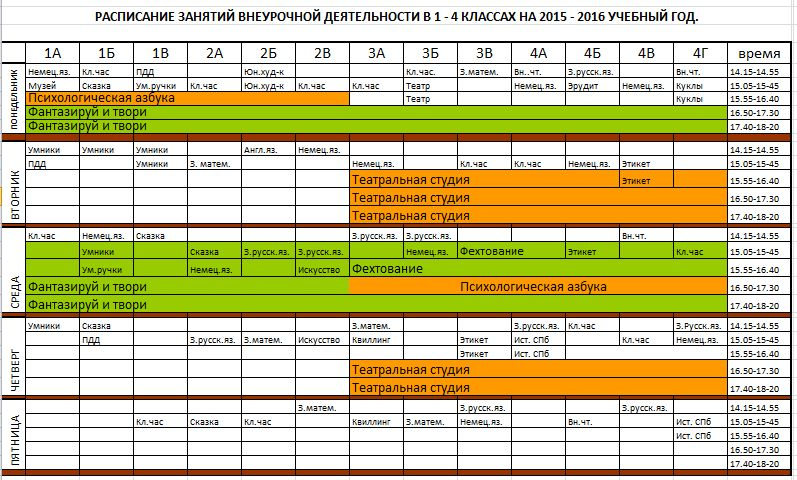 РАСПИСАНИЕ ЗАНЯТИЙ ВНЕУРОЧНОЙ ДЕЯТЕЛЬНОСТИ В 1 - 4 КЛАССАХ НА 2015 - 2016 УЧЕБНЫЙ ГОД.
1А 1Б 1В 2А 2Б 2В 3А 3Б 3В 4А 4Б 4В 4Г время
ПОНЕДЕЛЬНИК
Немец.яз. Кл.час ПДД Юн.худ-к Кл.час. З.матем. Вн..чт. З.русск.яз. Вн.чт. 14.15-14.55
Музей Сказка Ум.ручки Кл.час Юн.худ-к Кл.час Кл.час Театр Немец.яз. Эрудит Немец.яз. Куклы 15.05-15-45
Психологическая азбука Театр Куклы 15.55-16.40
Фантазируй и твори 16.50-17.30
Фантазируй и твори 17.40-18-20
ВТОРНИК
Умники Умники Умники Англ.яз. Немец.яз. 14.15-14.55
ПДД Умники З. матем. Немец.яз. Кл.час Кл.час Немец.яз. Этикет 15.05-15-45
Театральная студия Этикет 15.55-16.40
Театральная студия 16.50-17.30
Театральная студия 17.40-18-20
СРЕДА
Кл.час Немец.яз. Сказка З.русск.яз. З.русск.яз. Вн.чт. 14.15-14.55
Умники Сказка З.русск.яз. З.русск.яз. Немец.яз. Фехтование Этикет Кл.час 15.05-15-45
Ум.ручки Немец.яз. Искусство Фехтование 15.55-16.40
Фантазируй и твори Психологическая азбука 16.50-17.30
Фантазируй и твори 17.40-18-20
ЧЕТВЕРГ
Умники Сказка З.матем. З.русск.яз. Кл.час З.Русск.яз. 14.15-14.55
ПДД З.русск.яз. З.матем. Искусство Квиллинг Этикет Ист. СПб Кл.час Немец.яз. 15.05-15-45
Этикет Ист. СПб 15.55-16.40
Театральная студия 16.50-17.30
Театральная студия 17.40-18-20
ПЯТНИЦА
З.матем. З.русск.яз. З.русск.яз. 14.15-14.55
Кл.час Сказка Кл.час Квиллинг З.матем. Немец.яз. Вн.чт. Ист. СПб 15.05-15-45
Ист. СПб 15.55-16.40
16.50-17.30
17.40-18-20